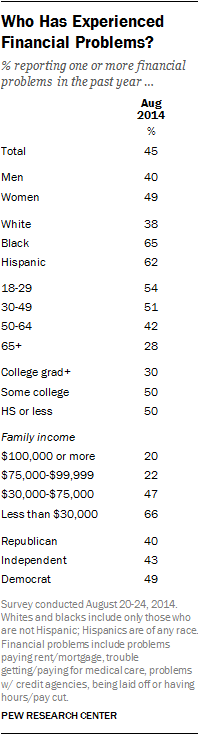 Who Has Experienced
Financial Problems?
% reporting one or more financial
problems in the past year ...
Aug
2014
%
Total 45
Men 40
Women 49
White 38
Black 65
Hispanic 62
18-29 54
30-49 51
50-64 42
65+ 28
College grad+ 30
Some college 50
HS or less 50
Family income
$100,000 or more 20
$75,000-$99,999 22
$30,000-$75,000 47
Less than $30,000 66
Republican 40
Independent 43
Democrat 49
Survey conducted August 20-24, 2014.
Whites and blacks include only those who
are not Hispanic; Hispanics are of any race.
Financial problems include problems
paying rent/mortgage, trouble
getting/paying for medical care, problems
w/ credit agencies, being laid off or having
hours/pay cut.
PEW RESEARCH CENTER